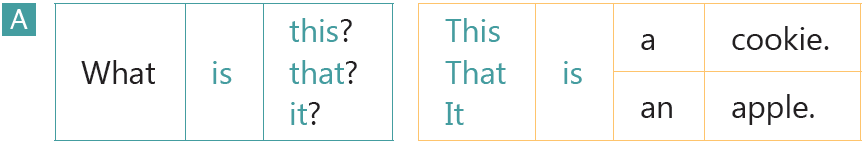 A
What is this?
that?
it?
This
That
It
is
a cookie.
an apple.